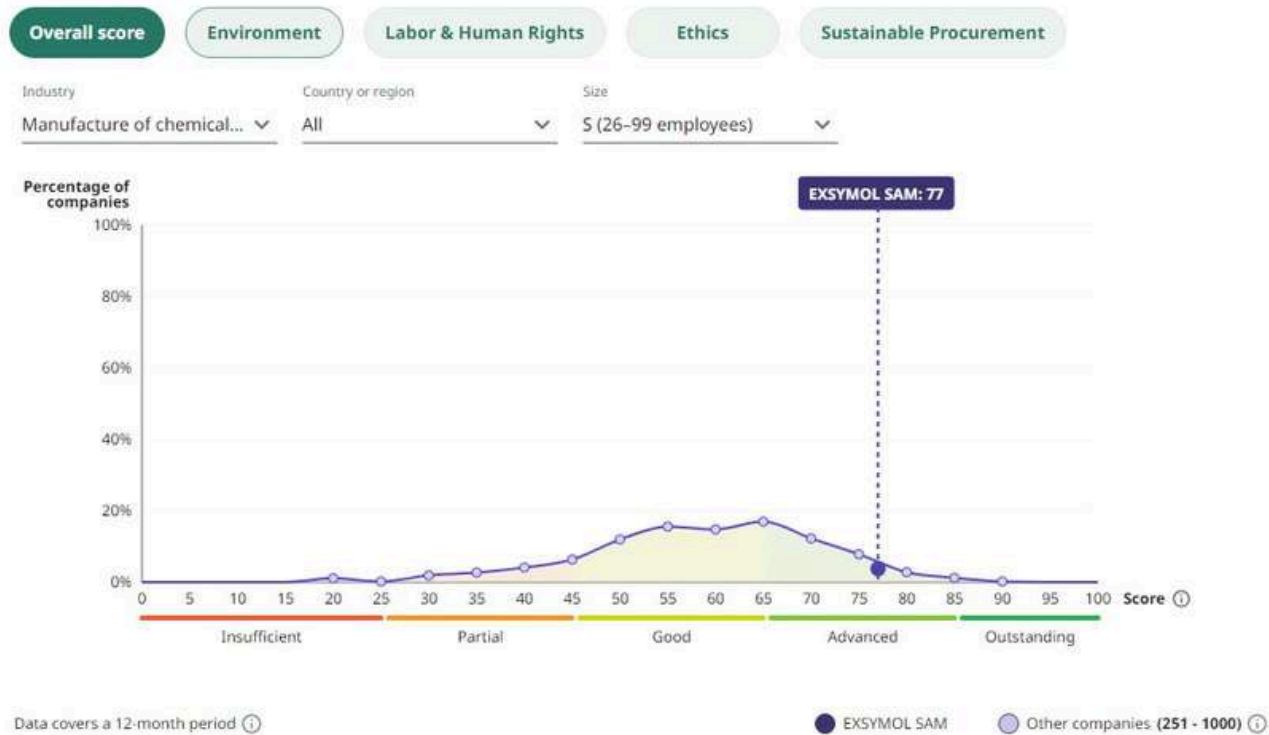 Overall score Environment Labor & Human Rights Ethics Sustainable Procurement
Industry Country or region Size
Manufacture of chemical... All S (26–99 employees)
Percentage of
companies
EXSYMOL SAM: 77
100%
80%
60%
40%
20%
0%
0 5 10 15 20 25 30 35 40 45 50 55 60 65 70 75 80 85 90 95 100 Score
Insufficient Partial Good Advanced Outstanding
Data covers a 12-month period EXSYMOL SAM Other companies (251 - 1000)